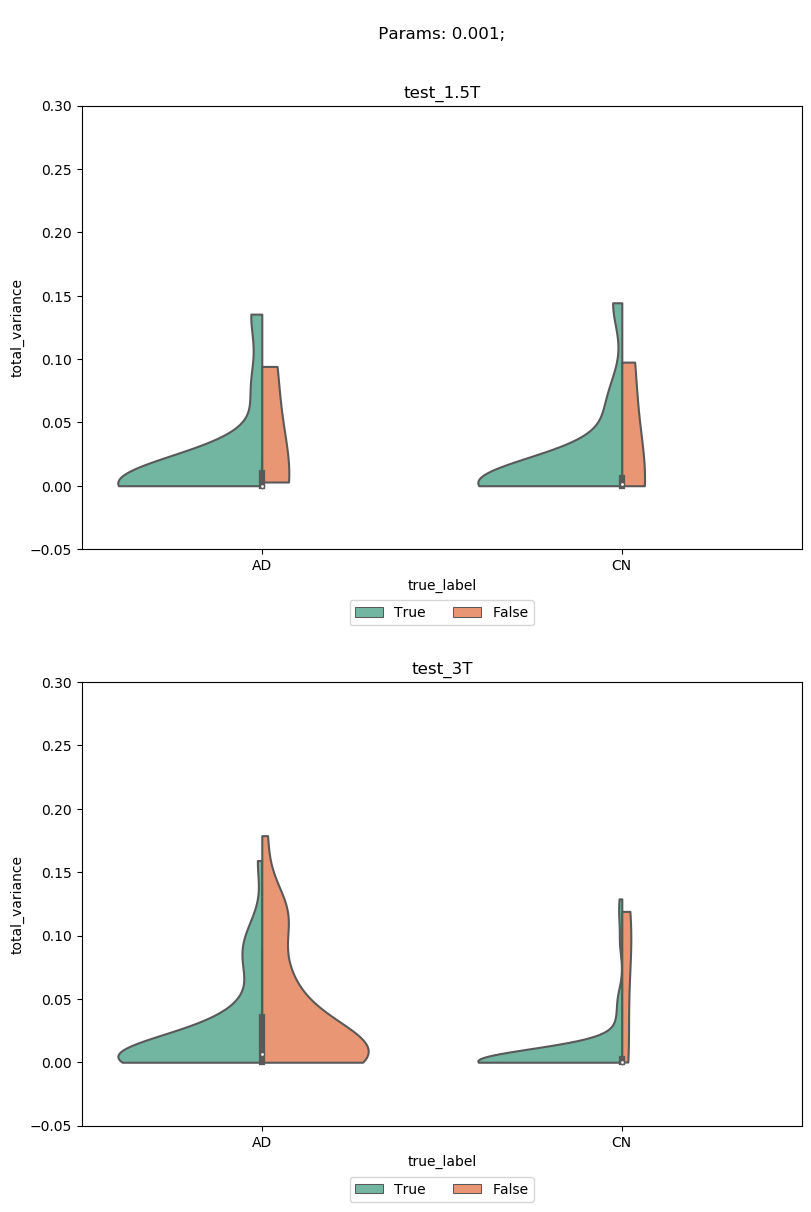 Params: 0.001;
test_1.5T
0.30
0.25
0.20
0.15
0.10
0.05
0.00
−0.05
total_variance
AD CN
true_label
True False
test_3T
0.30
0.25
0.20
0.15
0.10
0.05
0.00
−0.05
total_variance
AD CN
true_label
True False